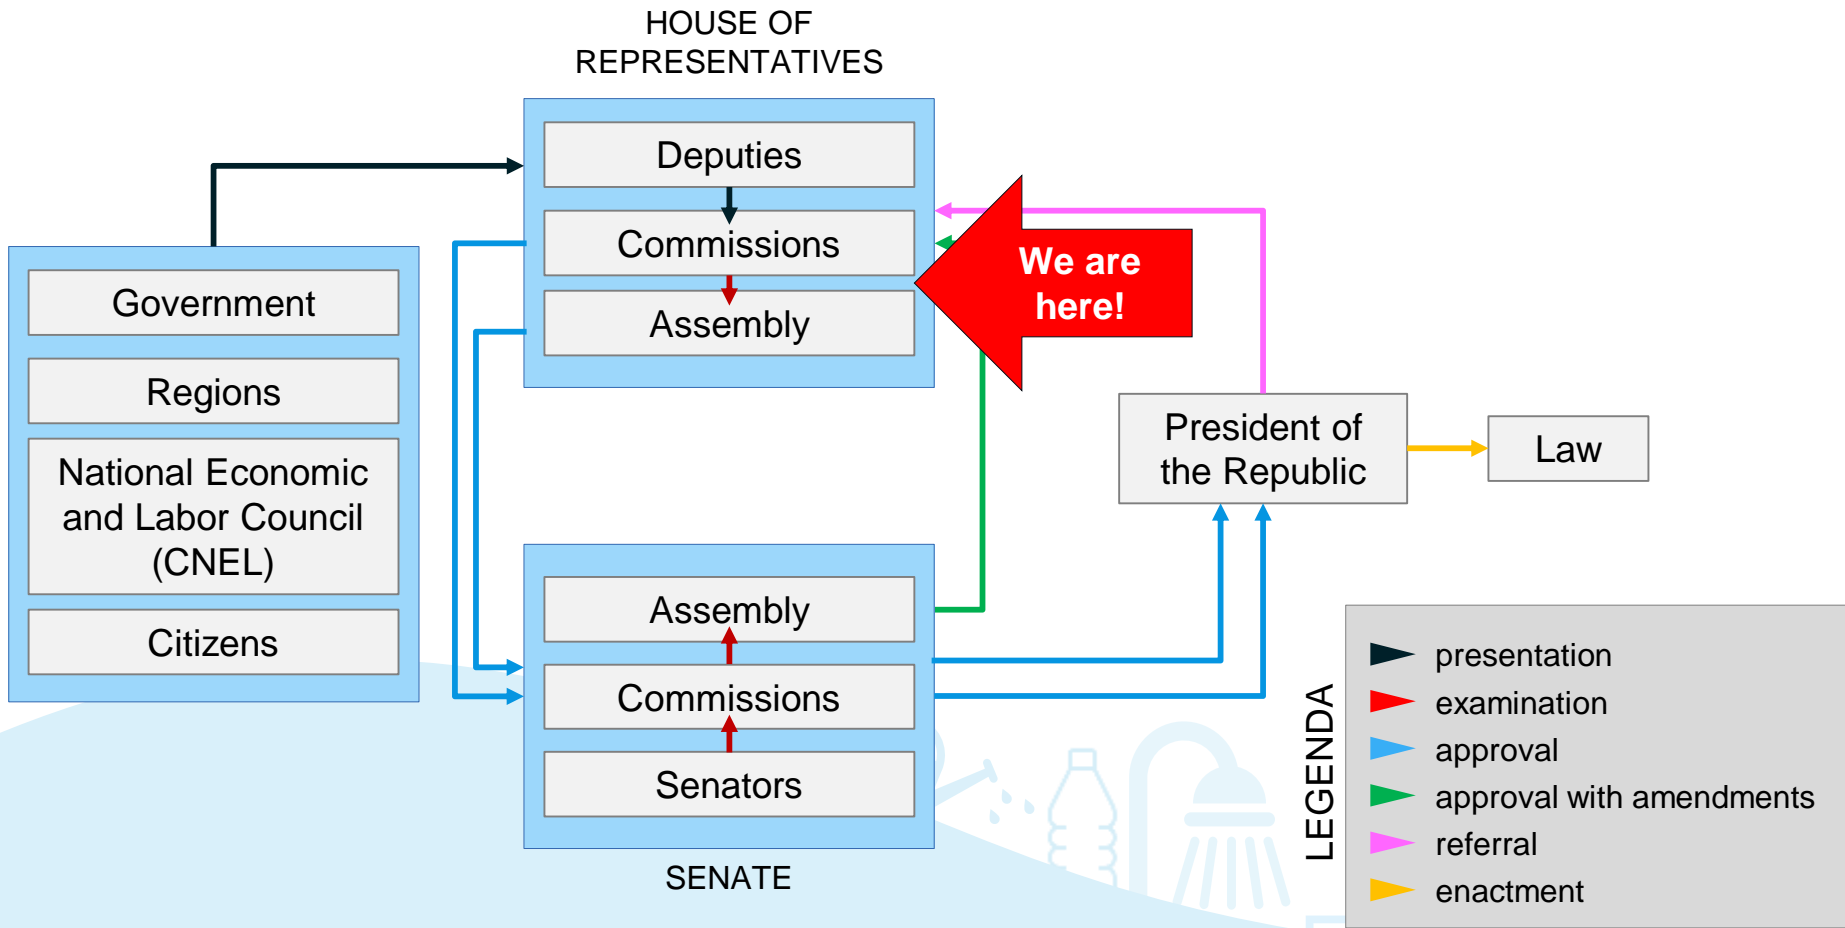 HOUSE OF
REPRESENTATIVES
Deputies
Commissions
Assembly
We are
here!
Government
Regions
National Economic
and Labor Council
(CNEL)
Citizens
President of
the Republic
Law
Assembly
Commissions
Senators
SENATE
LEGENDA
presentation
examination
approval
approval with amendments
referral
enactment